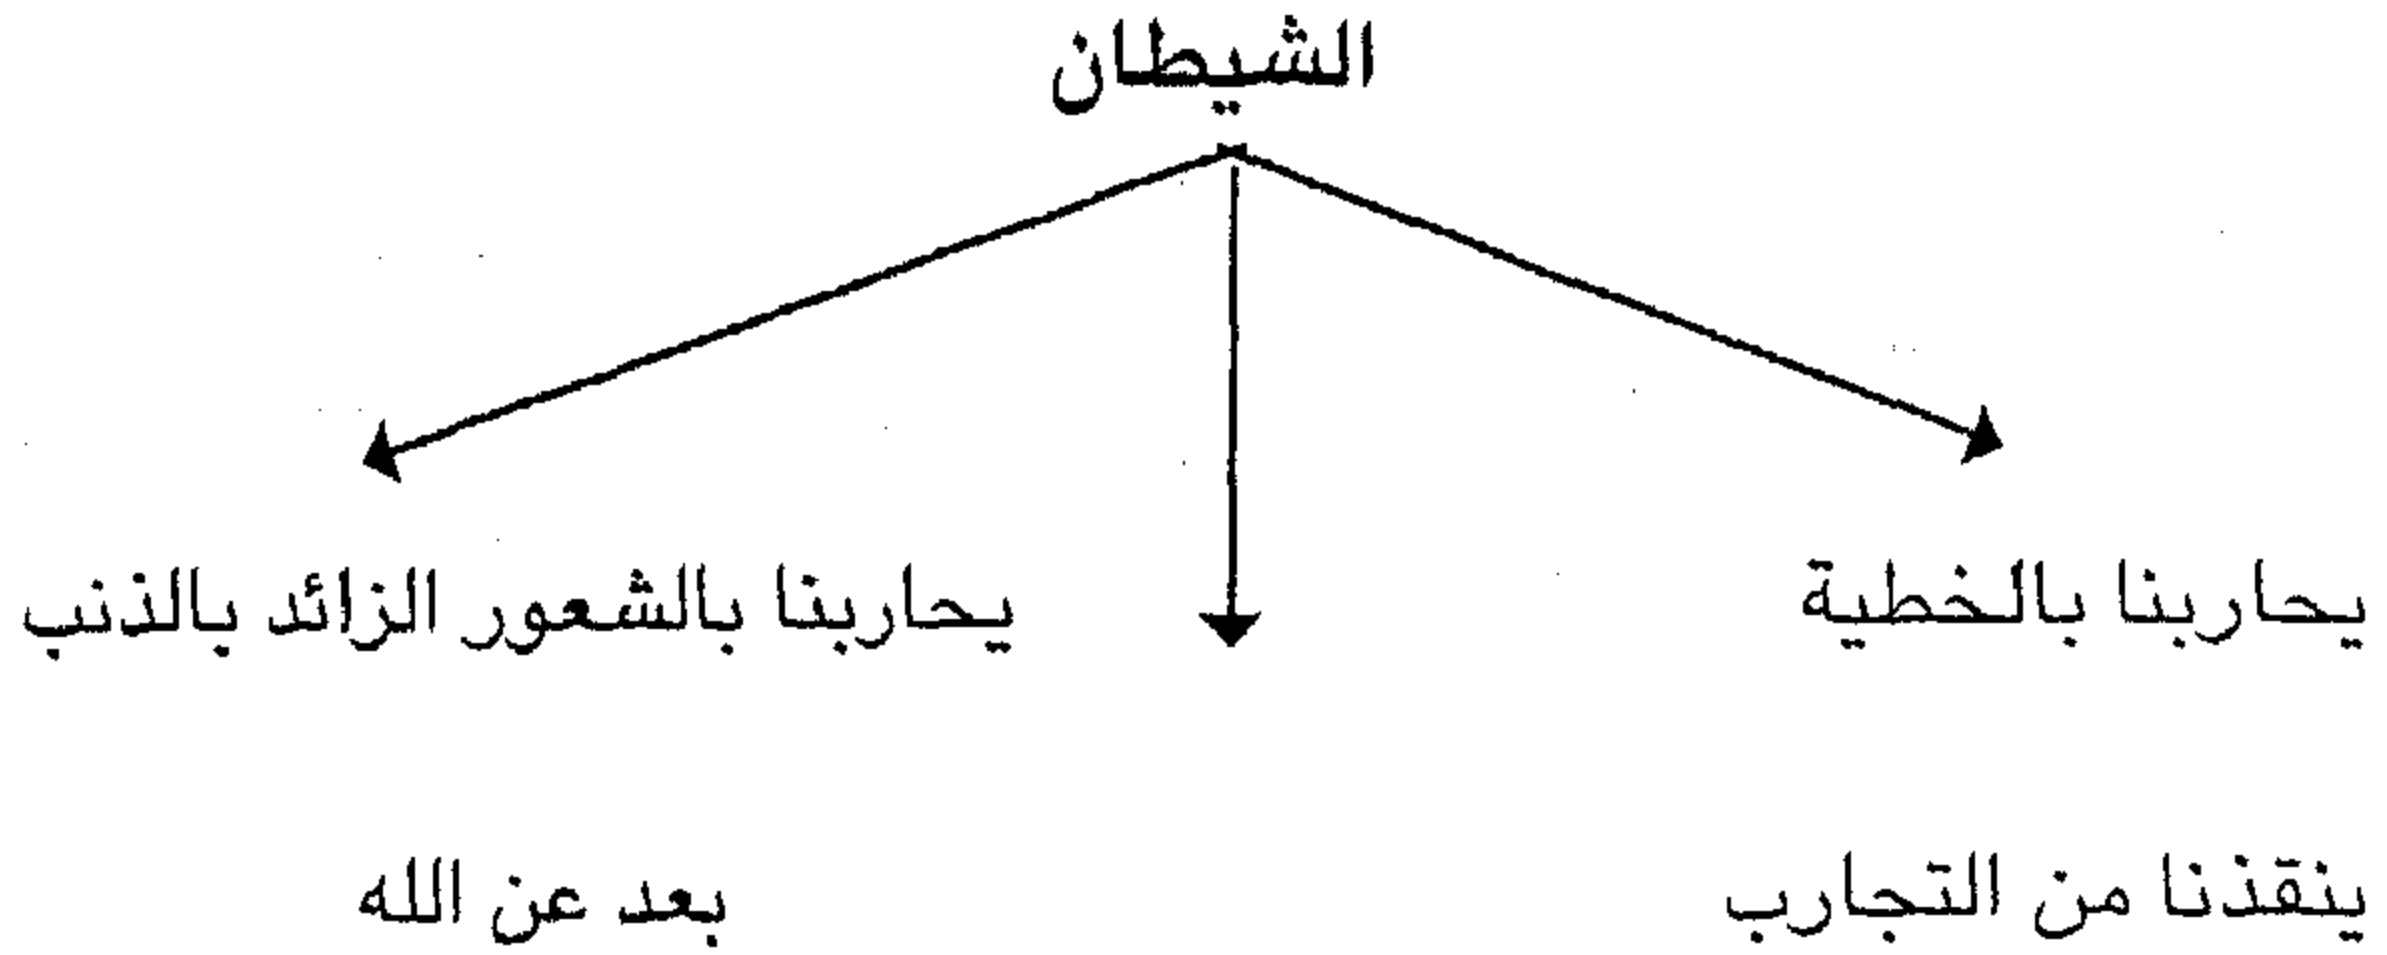 الشيطان
يحاربنا بالخطية
يحاربنا بالشعور الزائد بالذنب
ينقذنا من التجارب
بعد عن الله